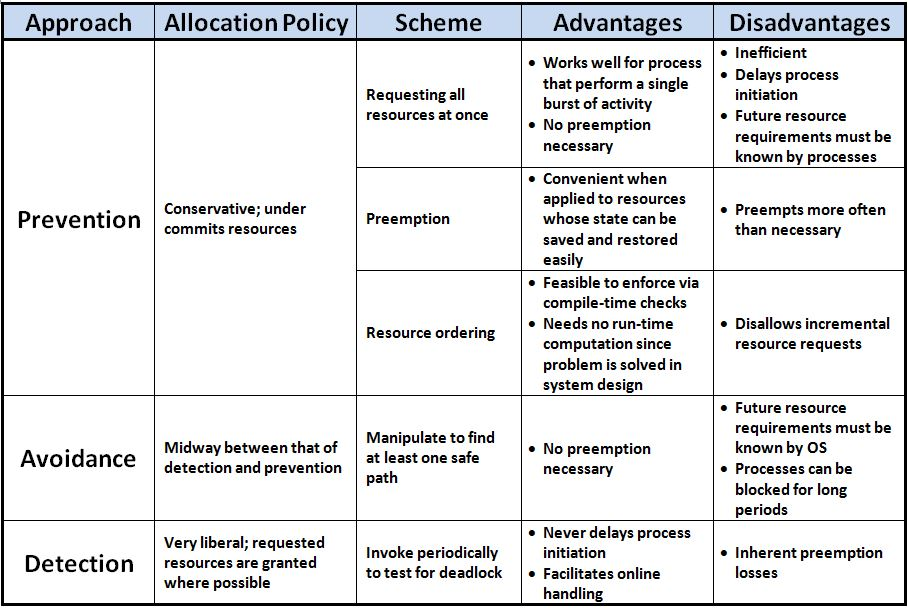 Approach
Allocation Policy
Scheme
Advantages
Disadvantages
Prevention
Conservative; under
commits resources
Requesting all
resources at once
• Works well for process
that perform a single
burst of activity
• No preemption
necessary
• Inefficient
• Delays process
initiation
• Future resource
requirements must be
known by processes
Preemption
• Convenient when
applied to resources
whose state can be
saved and restored
easily
• Preempts more often
than necessary
Resource ordering
• Feasible to enforce via
compile-time checks
• Needs no run-time
computation since
problem is solved in
system design
• Disallows incremental
resource requests
Avoidance
Midway between that of
detection and prevention
Manipulate to find
at least one safe
path
• No preemption
necessary
• Future resource
requirements must be
known by OS
• Processes can be
blocked for long
periods
Detection
Very liberal; requested
resources are granted
where possible
Invoke periodically
to test for deadlock
• Never delays process
initiation
• Facilitates online
handling
• Inherent preemption
losses